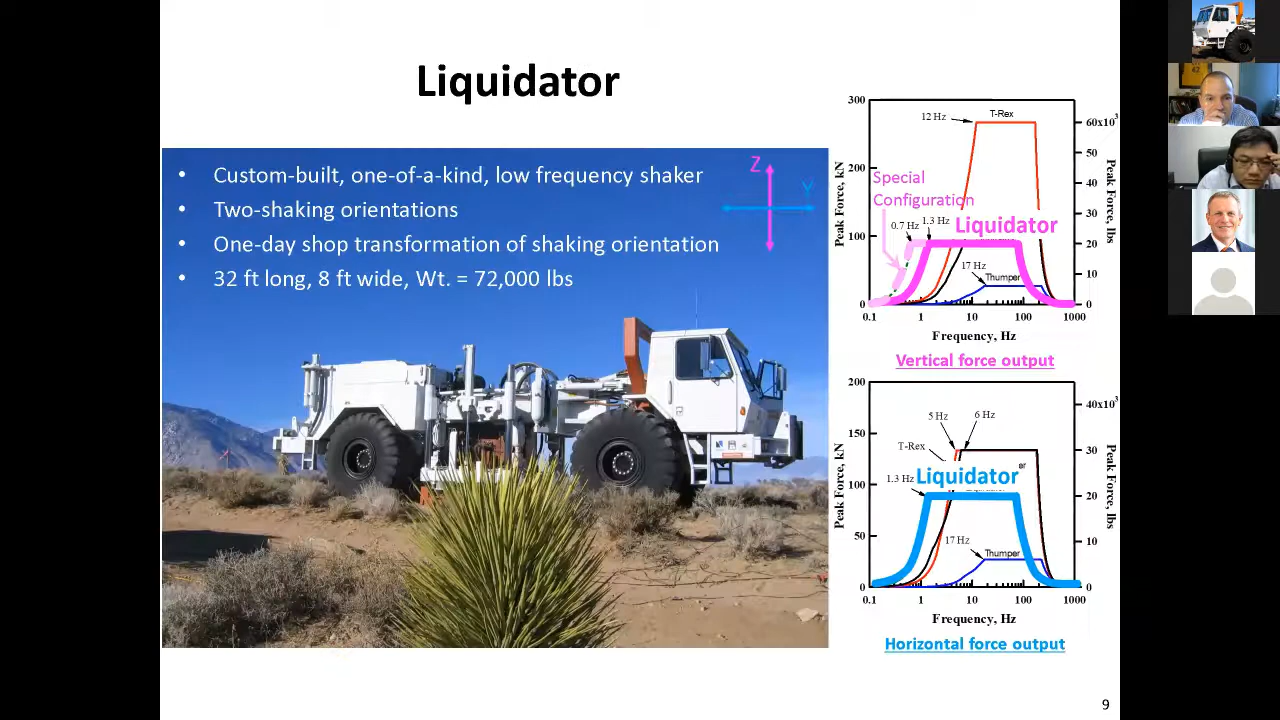 Liquidator
• Custom-built, one-of-a-kind, low frequency shaker
• Two-shaking orientations
• One-day shop transformation of shaking orientation
• 32 ft long, 8 ft wide, Wt. = 72,000 lbs
Z
Y
300
200
100
0
Peak Force, kN
12 Hz
T-Rex
Special
Configuration
0.7 Hz
1.3 Hz
Liquidator
17 Hz
Thumper
60x10³
50
40
30
20
10
0
Peak Force, lbs
0.1 1 10 100 1000
Frequency, Hz
Vertical force output
200
150
100
50
0
Peak Force, kN
5 Hz
6 Hz
T-Rex
er
1.3 Hz
Liquidator
17 Hz
Thumper
40x10³
30
20
10
0
Peak Force, lbs
0.1 1 10 100 1000
Frequency, Hz
Horizontal force output
9